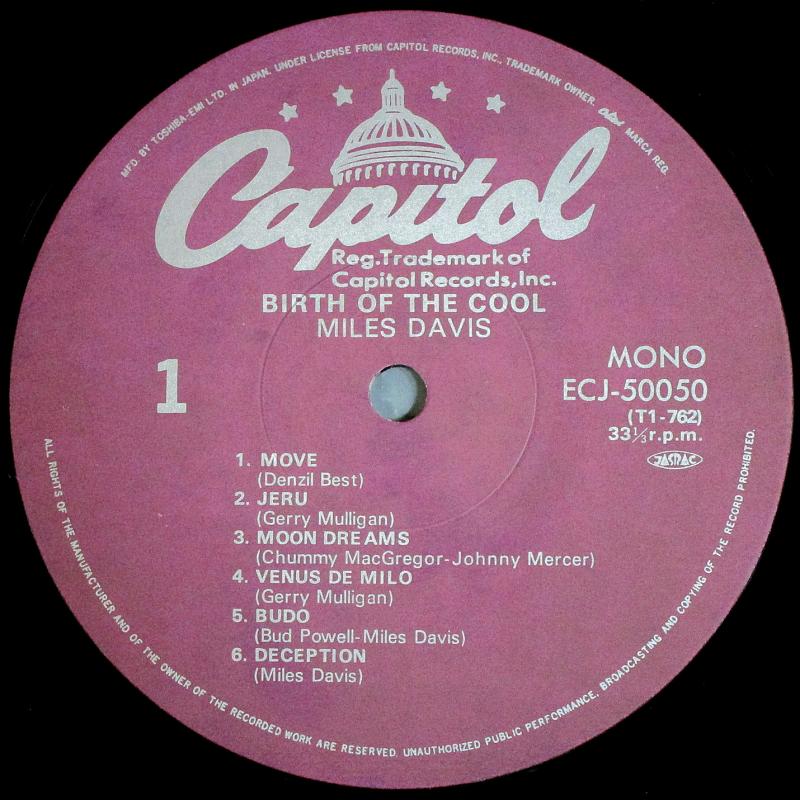 MFD. BY TOSHIBA-EMI LTD. IN JAPAN. UNDER LICENSE FROM CAPITOL RECORDS, INC., TRADEMARK OWNER. Capitol MARCA REG.
Capitol
Reg.Trademark of
Capitol Records,Inc.
BIRTH OF THE COOL
MILES DAVIS
1
MONO
ECJ-50050
(T1-762)
33⅓r.p.m.
JASRAC
1. MOVE
(Denzil Best)
2. JERU
(Gerry Mulligan)
3. MOON DREAMS
(Chummy MacGregor-Johnny Mercer)
4. VENUS DE MILO
(Gerry Mulligan)
5. BUDO
(Bud Powell-Miles Davis)
6. DECEPTION
(Miles Davis)
ALL RIGHTS OF THE MANUFACTURER AND OF THE OWNER OF THE RECORDED WORK ARE RESERVED. UNAUTHORIZED PUBLIC PERFORMANCE, BROADCASTING AND COPYING OF THE RECORD PROHIBITED.